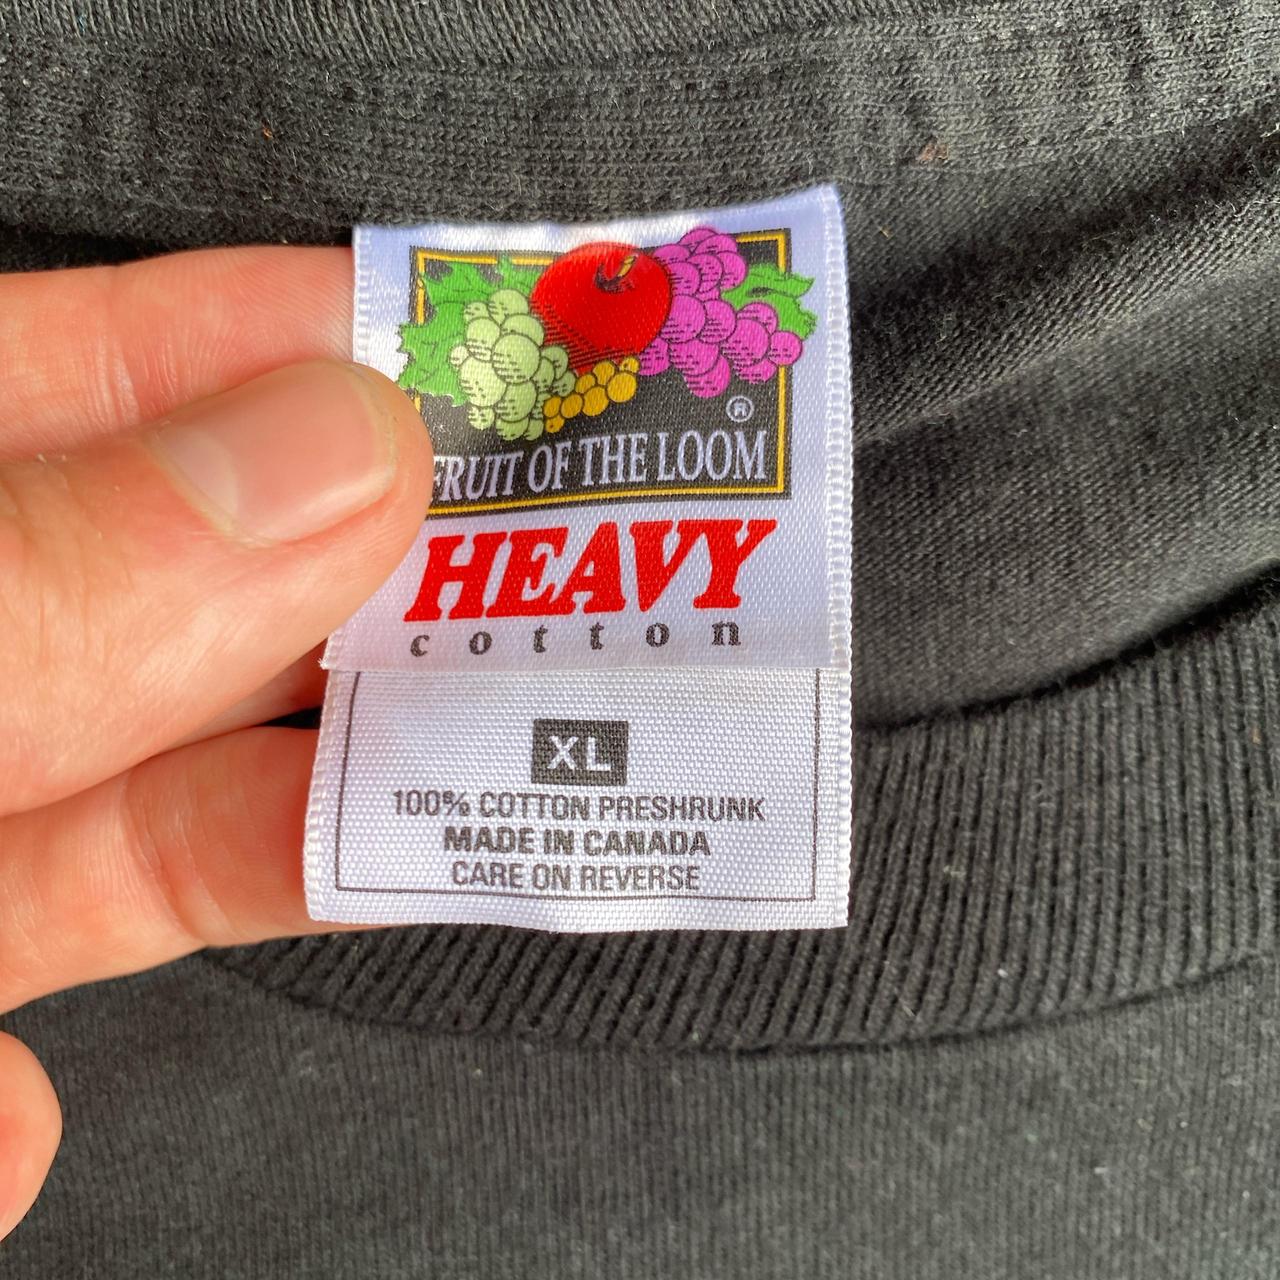 ®
FRUIT OF THE LOOM
HEAVY
cotton
XL
100% COTTON PRESHRUNK
MADE IN CANADA
CARE ON REVERSE